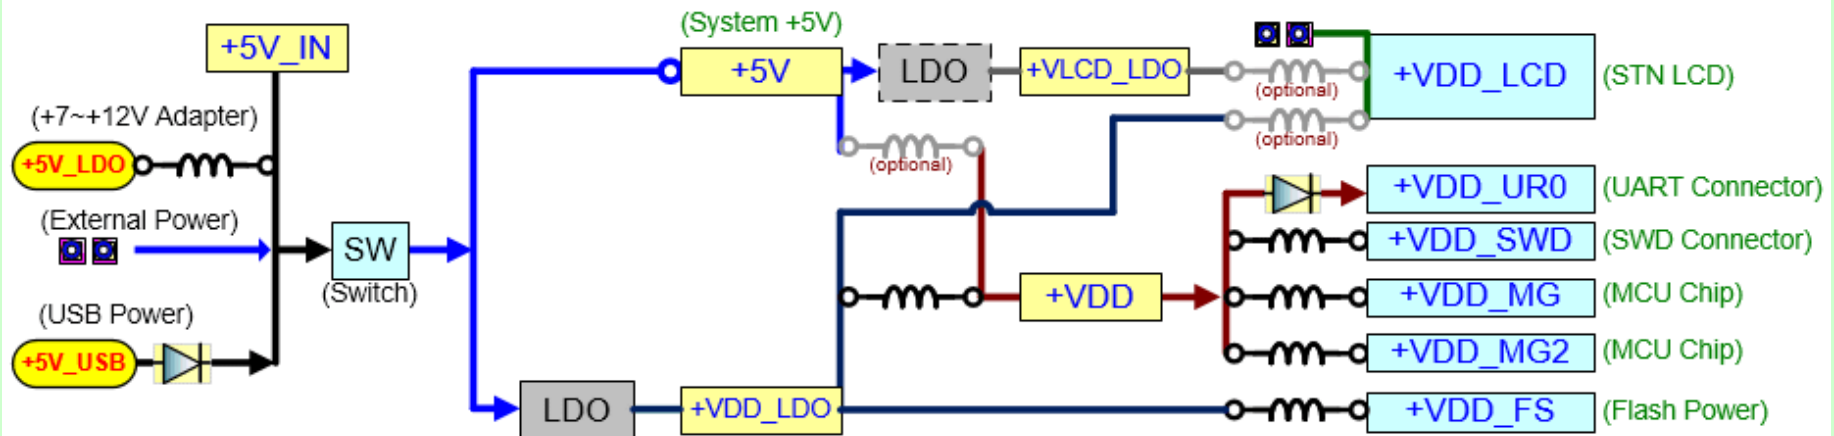 (System +5V)
+5V_IN
+5V
LDO
+VLCD_LDO
(optional)
+VDD_LCD
(STN LCD)
(+7~+12V Adapter)
+5V_LDO
(optional)
(optional)
+VDD_UR0
(UART Connector)
(External Power)
SW
(Switch)
+VDD_SWD
(SWD Connector)
+VDD
+VDD_MG
(MCU Chip)
(USB Power)
+5V_USB
+VDD_MG2
(MCU Chip)
LDO
+VDD_LDO
+VDD_FS
(Flash Power)